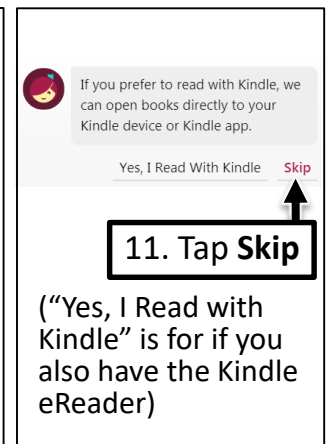 If you prefer to read with Kindle, we
can open books directly to your
Kindle device or Kindle app.
Yes, I Read With Kindle Skip
11. Tap Skip
(“Yes, I Read with
Kindle” is for if you
also have the Kindle
eReader)